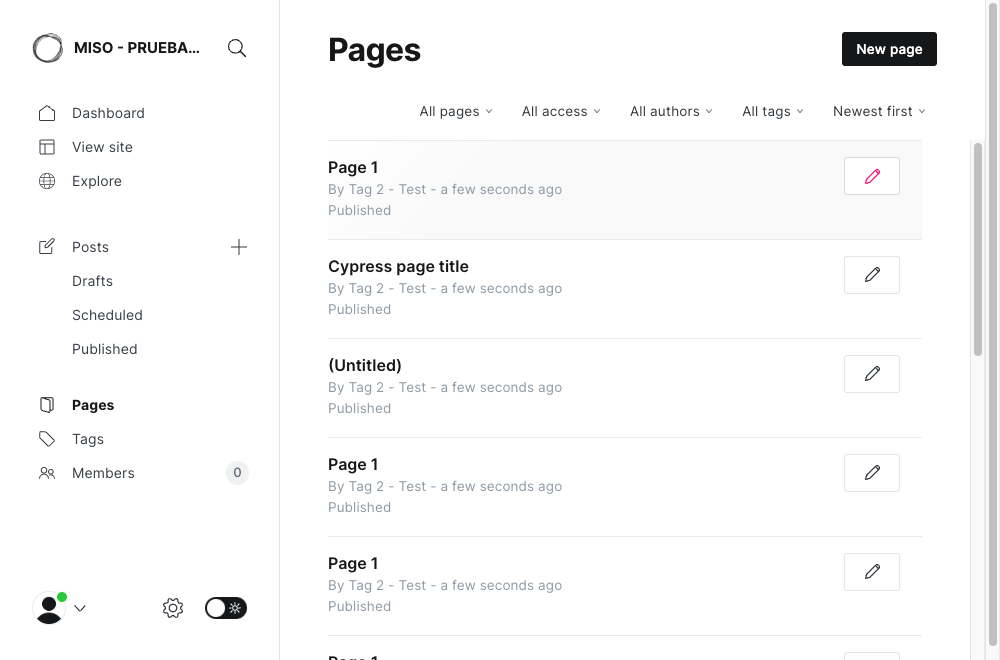 MISO - PRUEBA...
Dashboard
View site
Explore
Posts
Drafts
Scheduled
Published
Pages
Tags
Members
0
Pages
New page
All pages
All access
All authors
All tags
Newest first
Page 1
By Tag 2 - Test - a few seconds ago
Published
Cypress page title
By Tag 2 - Test - a few seconds ago
Published
(Untitled)
By Tag 2 - Test - a few seconds ago
Published
Page 1
By Tag 2 - Test - a few seconds ago
Published
Page 1
By Tag 2 - Test - a few seconds ago
Published
Page 1